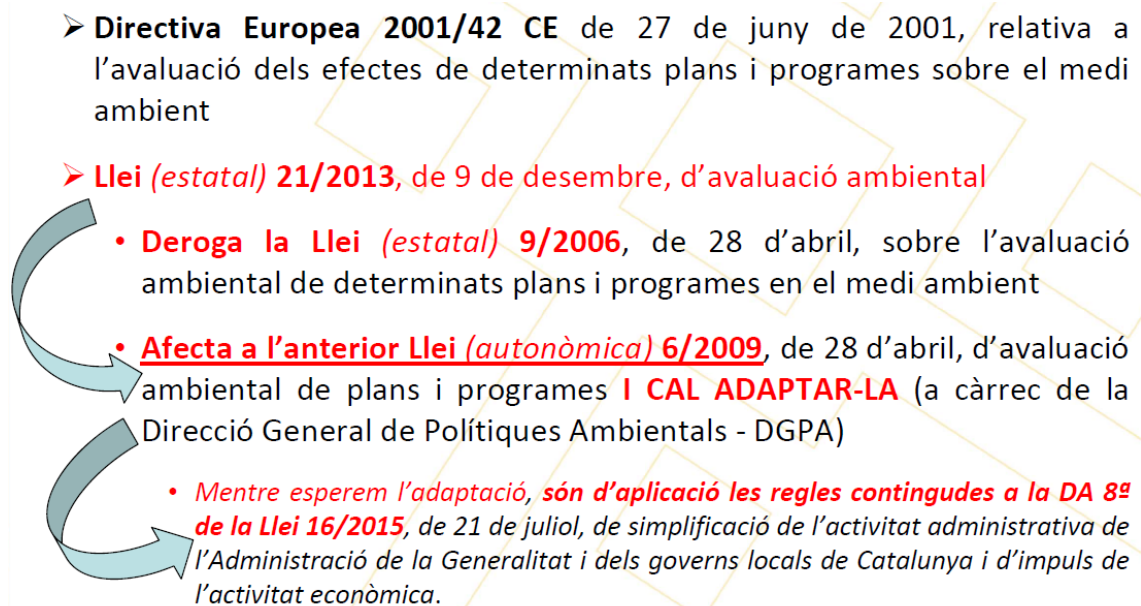 ➢ Directiva Europea 2001/42 CE de 27 de juny de 2001, relativa a
l’avaluació dels efectes de determinats plans i programes sobre el medi
ambient
➢ Llei (estatal) 21/2013, de 9 de desembre, d’avaluació ambiental
• Deroga la Llei (estatal) 9/2006, de 28 d’abril, sobre l’avaluació
ambiental de determinats plans i programes en el medi ambient
• Afecta a l’anterior Llei (autonòmica) 6/2009, de 28 d’abril, d’avaluació
ambiental de plans i programes I CAL ADAPTAR-LA (a càrrec de la
Direcció General de Polítiques Ambientals - DGPA)
• Mentre esperem l’adaptació, són d’aplicació les regles contingudes a la DA 8ª
de la Llei 16/2015, de 21 de juliol, de simplificació de l’activitat administrativa de
l’Administració de la Generalitat i dels governs locals de Catalunya i d’impuls de
l’activitat econòmica.